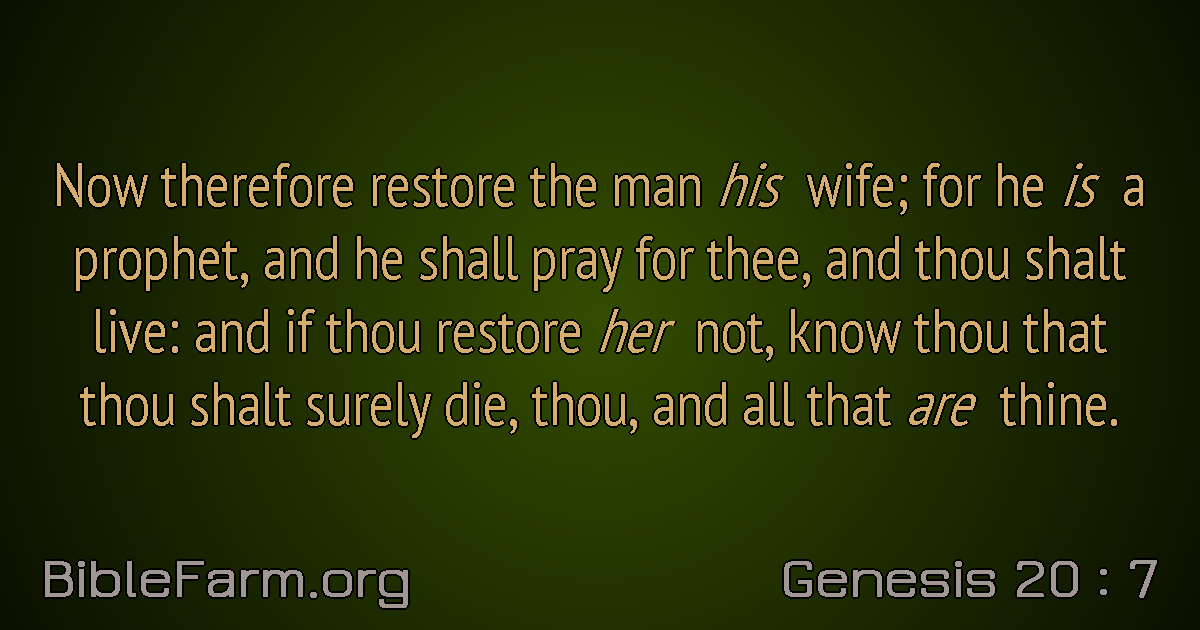 Now therefore restore the man his wife; for he is a
prophet, and he shall pray for thee, and thou shalt
live: and if thou restore her not, know thou that
thou shalt surely die, thou, and all that are thine.
BibleFarm.org
Genesis 20 : 7